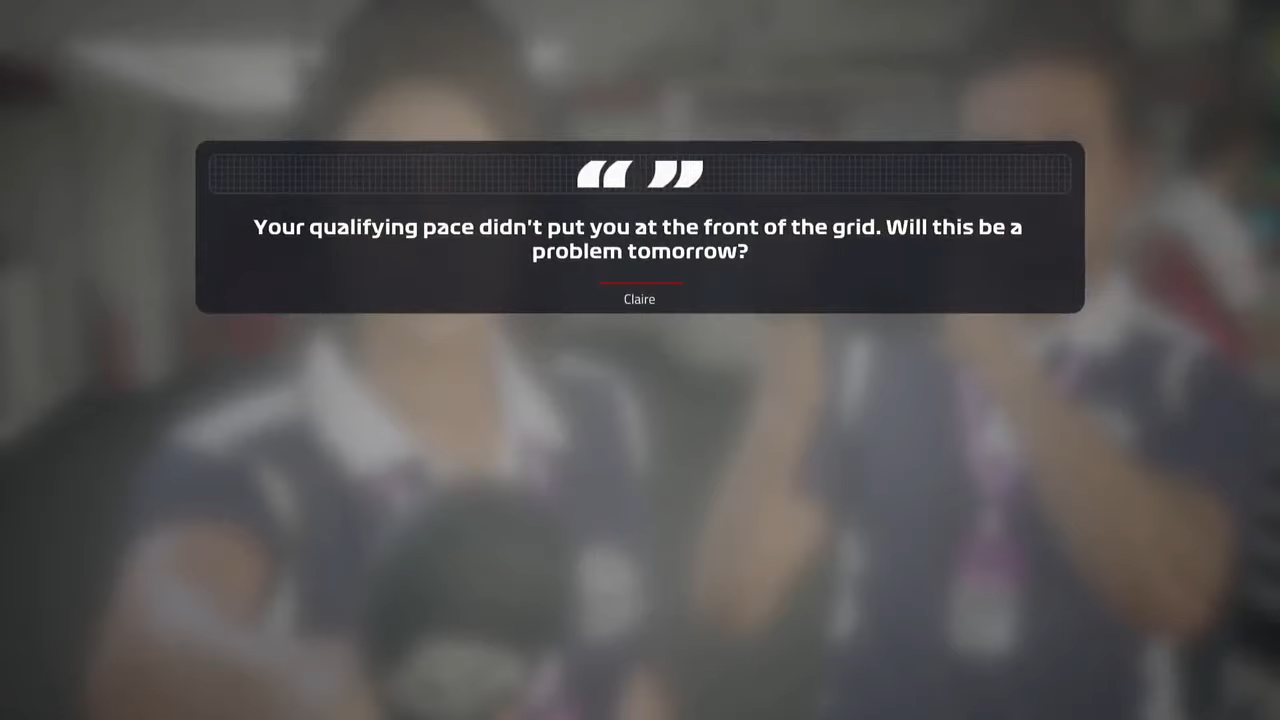 Your qualifying pace didn't put you at the front of the grid. Will this be a
problem tomorrow?
Claire